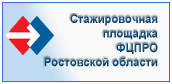 Стажировочная
площадка
ФЦПРО
Ростовской области